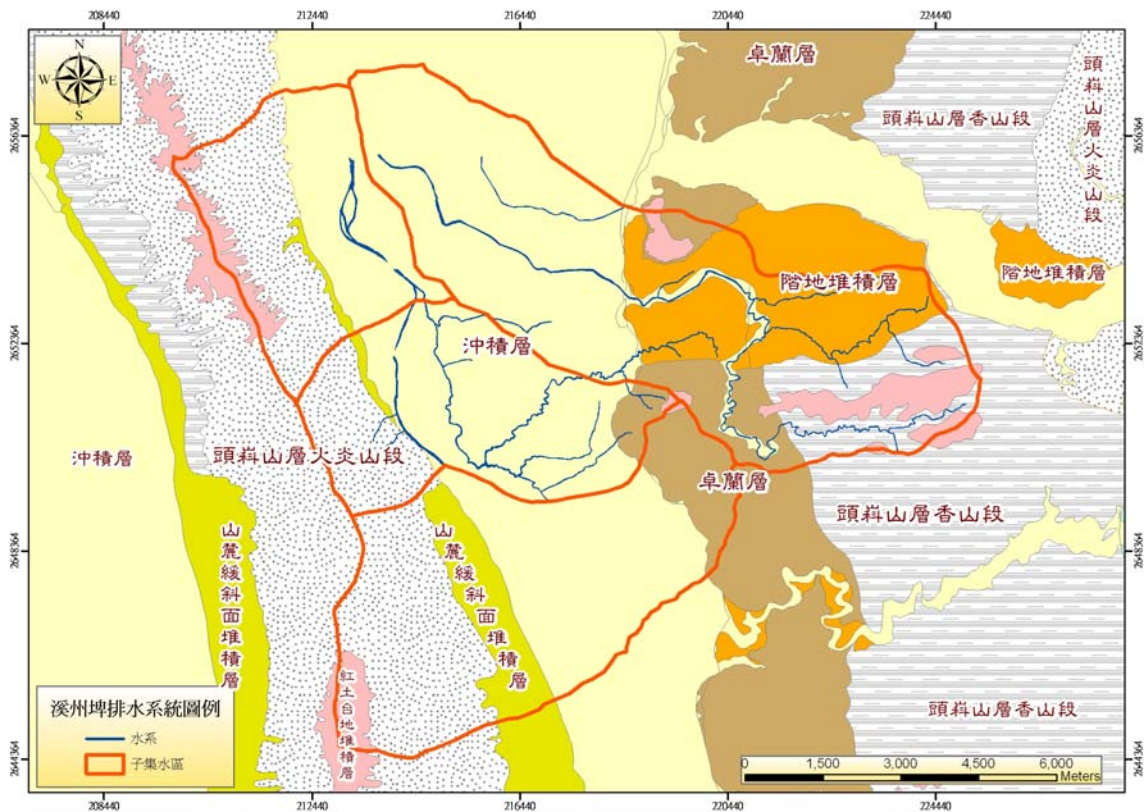 208440 212440 216644 220440 224440
N
W E
S
卓蘭層
頭嵙山層香山段
頭嵙山層火炎山段
2656364
2656364
階地堆積層
階地堆積層
2652364
2652364
沖積層
沖積層
頭嵙山層火炎山段
卓蘭層
頭嵙山層香山段
2648364
2648364
山麓緩斜面堆積層
山麓緩斜面堆積層
紅土台地堆積層
頭嵙山層香山段
溪州埤排水系統圖例
水系
子集水區
0 1,500 3,000 4,500 6,000
Meters
2644364
2644364
208440 212440 216644 220440 224440